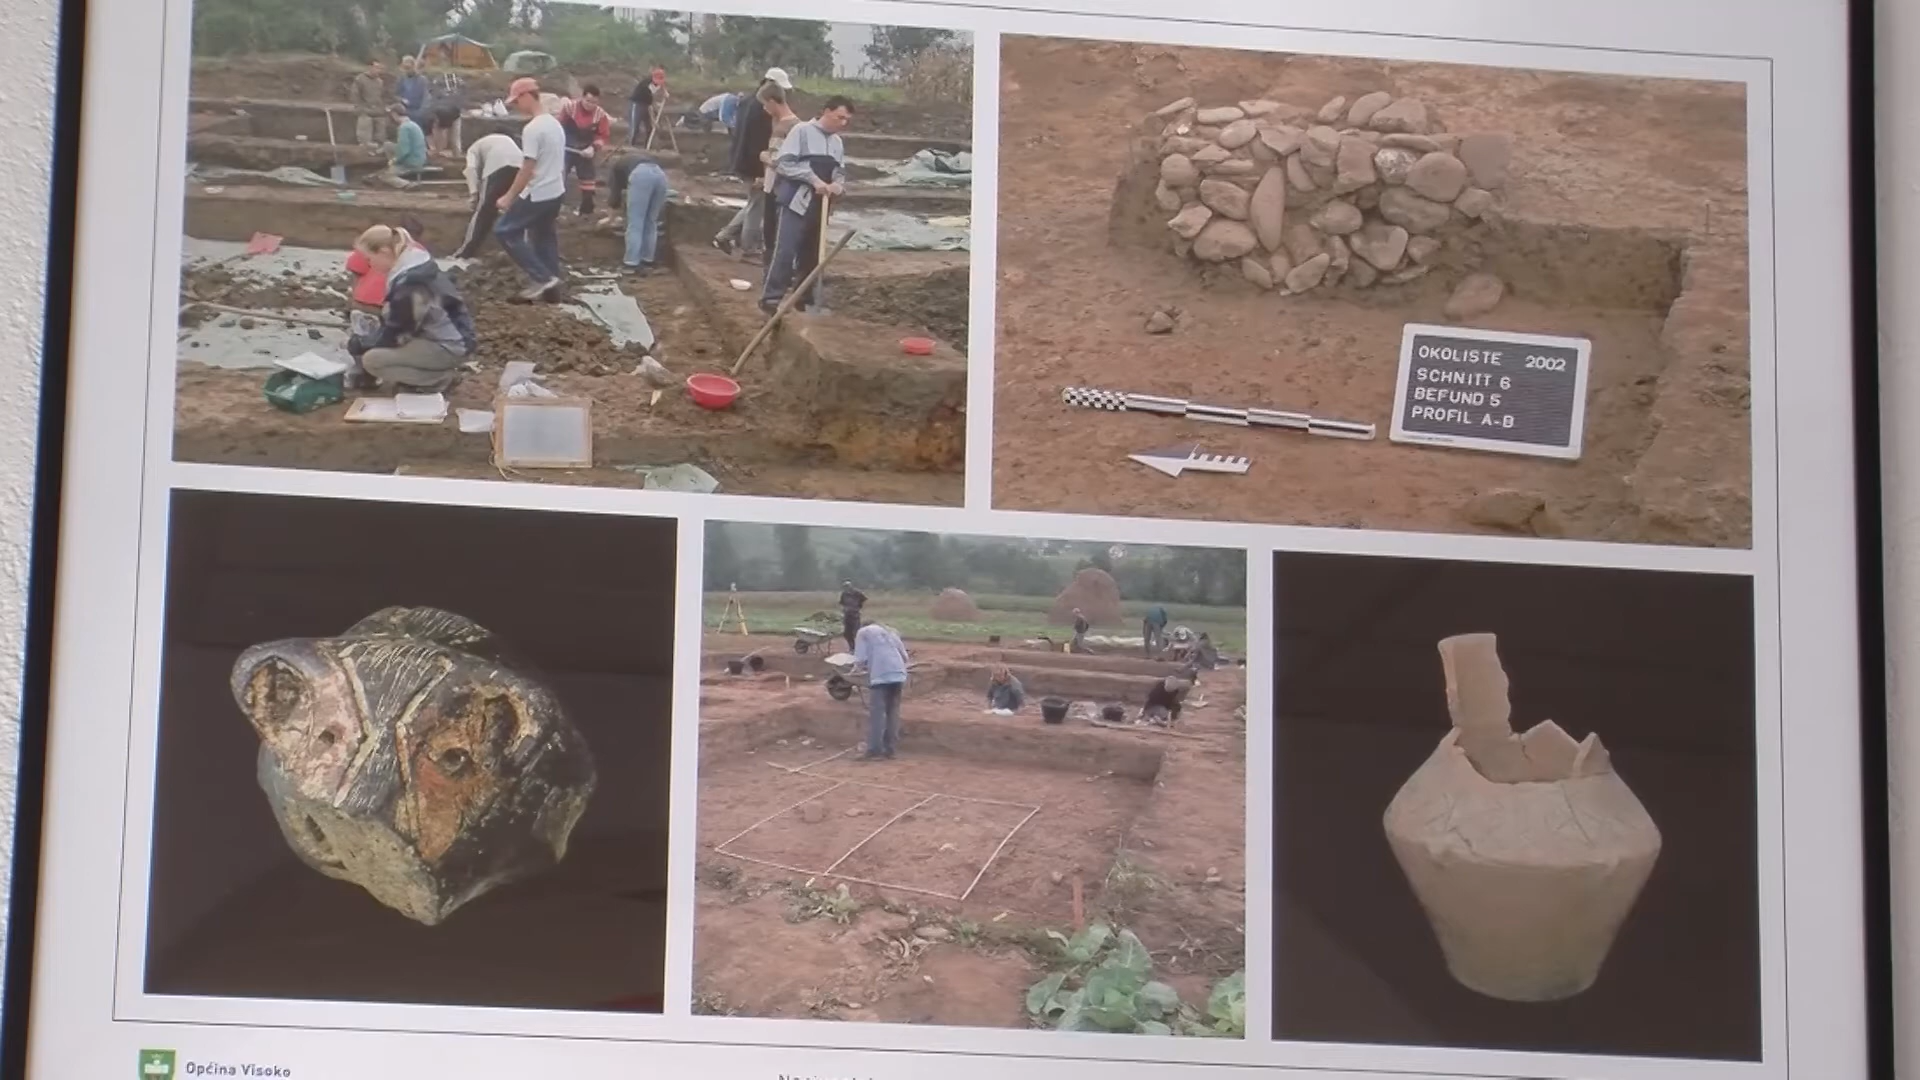 OKOLISTE 2002
SCHNITT 6
BEFUND 5
PROFIL A-B
Općina Visoko